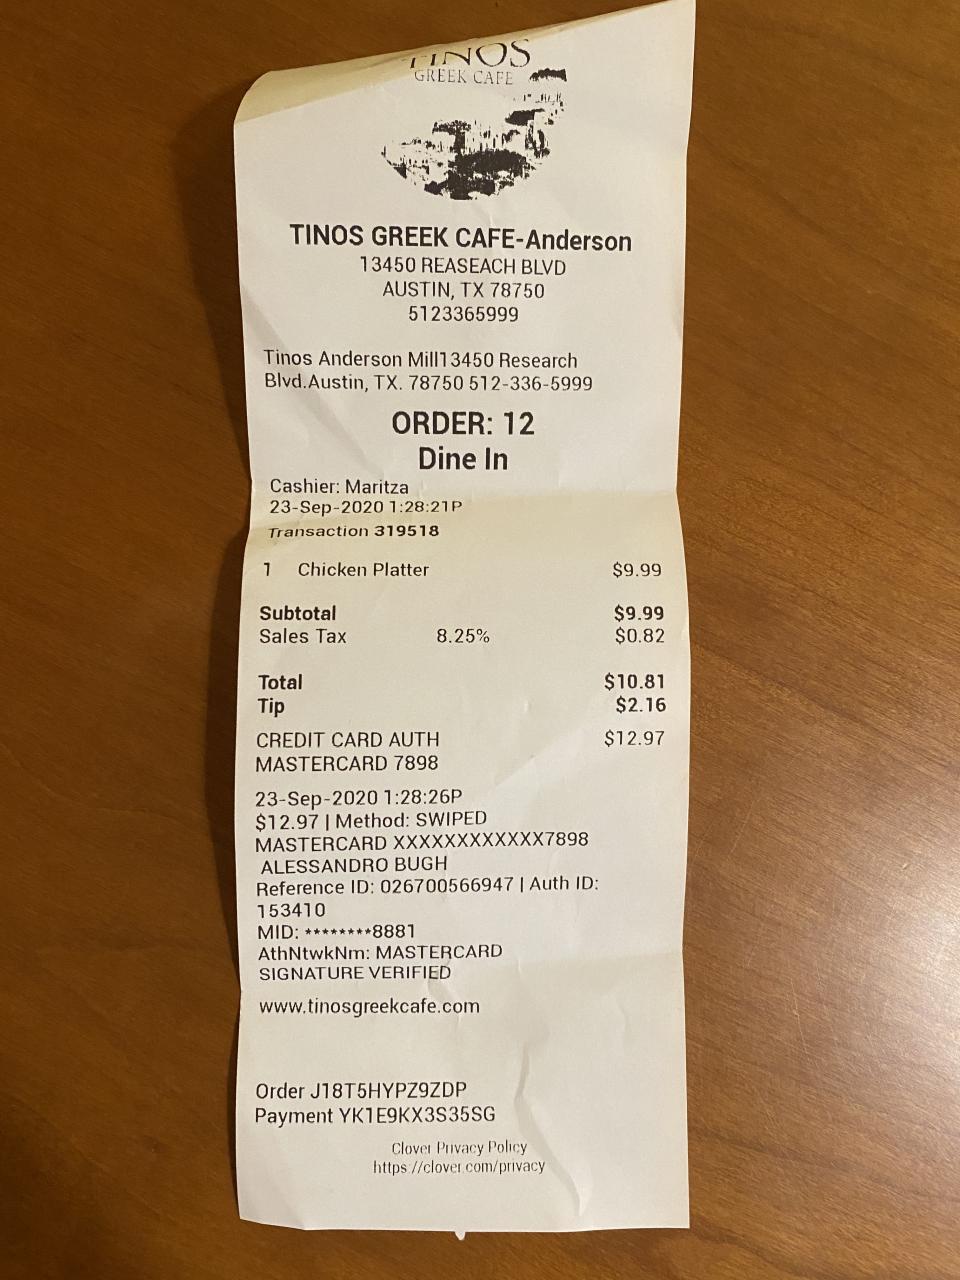 TINOS
GREEK CAFE
TINOS GREEK CAFE-Anderson
13450 REASEACH BLVD
AUSTIN, TX 78750
5123365999
Tinos Anderson Mill13450 Research
Blvd.Austin, TX. 78750 512-336-5999
ORDER: 12
Dine In
Cashier: Maritza
23-Sep-2020 1:28:21P
Transaction 319518
1 Chicken Platter $9.99
Subtotal $9.99
Sales Tax 8.25% $0.82
Total $10.81
Tip $2.16
CREDIT CARD AUTH $12.97
MASTERCARD 7898
23-Sep-2020 1:28:26P
$12.97 | Method: SWIPED
MASTERCARD XXXXXXXXXXXX7898
ALESSANDRO BUGH
Reference ID: 026700566947 | Auth ID:
153410
MID: ********8881
AthNtwkNm: MASTERCARD
SIGNATURE VERIFIED
www.tinosgreekcafe.com
Order J18T5HYPZ9ZDP
Payment YK1E9KX3S35SG
Clover Privacy Policy
https://clover.com/privacy